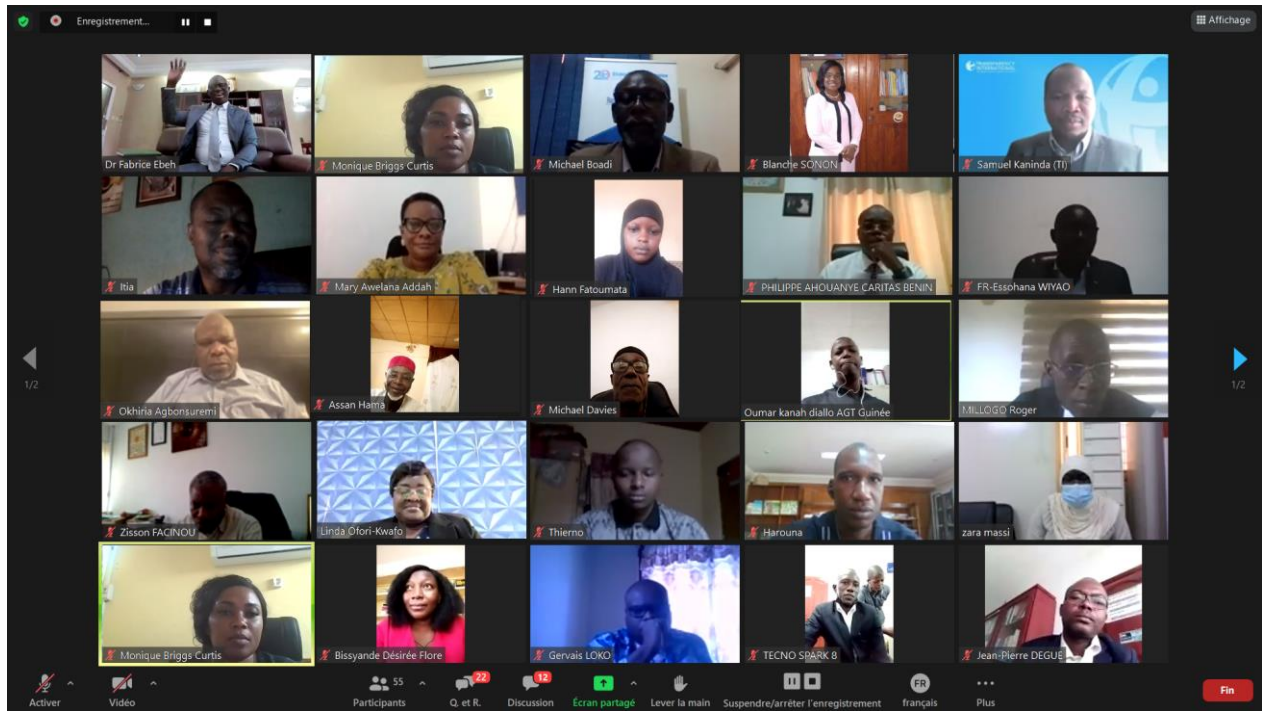 Enregistrement...
Affichage
Dr Fabrice Ebeh
Monique Briggs Curtis
Michael Boadi
Blanche SONON
TRANSPARENCY
INTERNATIONAL
Samuel Kaninda (TI)
Itia
Mary Awelana Addah
Hann Fatoumata
PHILIPPE AHOUANYE CARITAS BENIN
FR-Essohana WIYAO
Okhiria Agbonsuremi
Assan Hama
Michael Davies
Oumar kanah diallo AGT Guinée
MILLOGO Roger
1/2
1/2
Zisson FACINOU
Linda Ofori-Kwafo
Thierno
Harouna
zara massi
Monique Briggs Curtis
Bissyande Désirée Flore
Gervais LOKO
TECNO SPARK 8
Jean-Pierre DEGUE
Activer
Vidéo
55
Participants
22
Q. et R.
12
Discussion
Écran partagé
Lever la main
Suspendre/arrêter l'enregistrement
FR
français
Plus
Fin